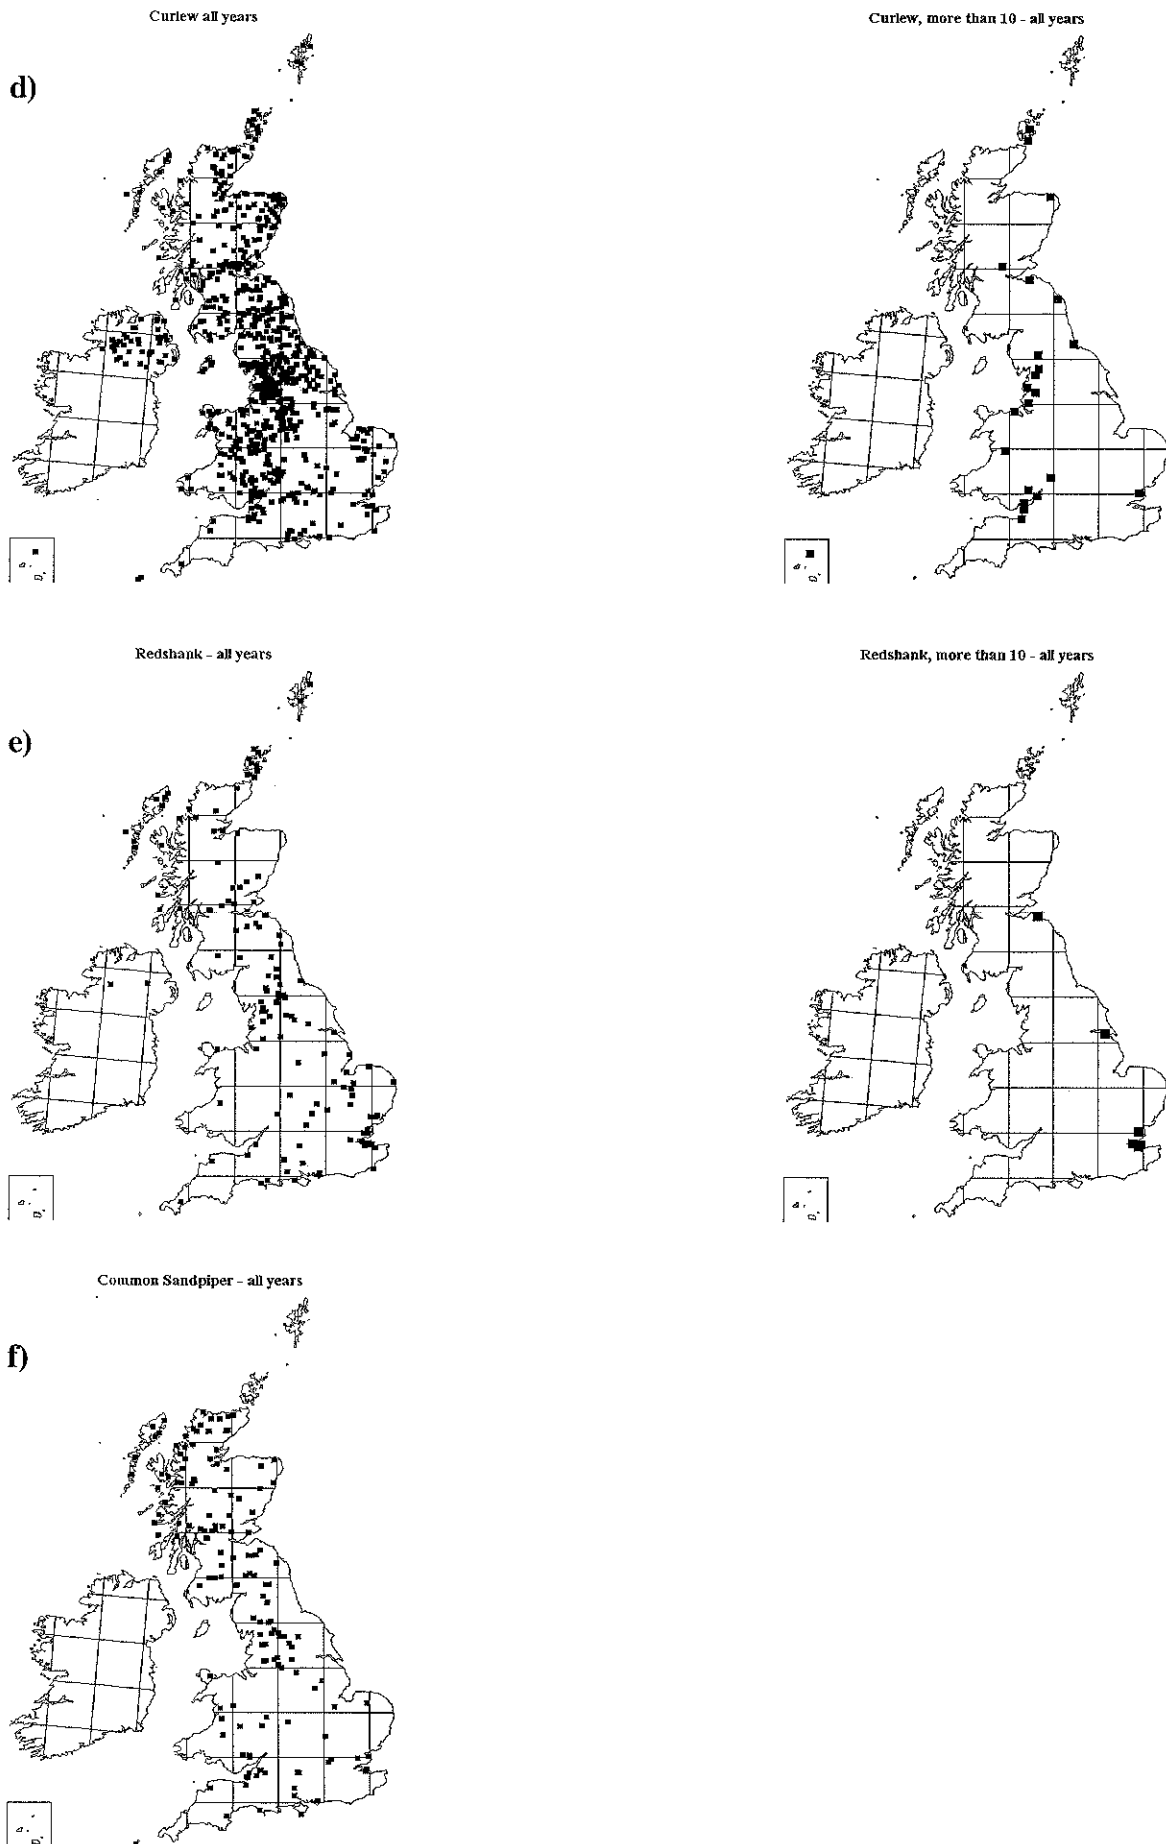 Curlew all years
Curlew, more than 10 - all years
d)
Redshank - all years
Redshank, more than 10 - all years
e)
Common Sandpiper - all years
f)